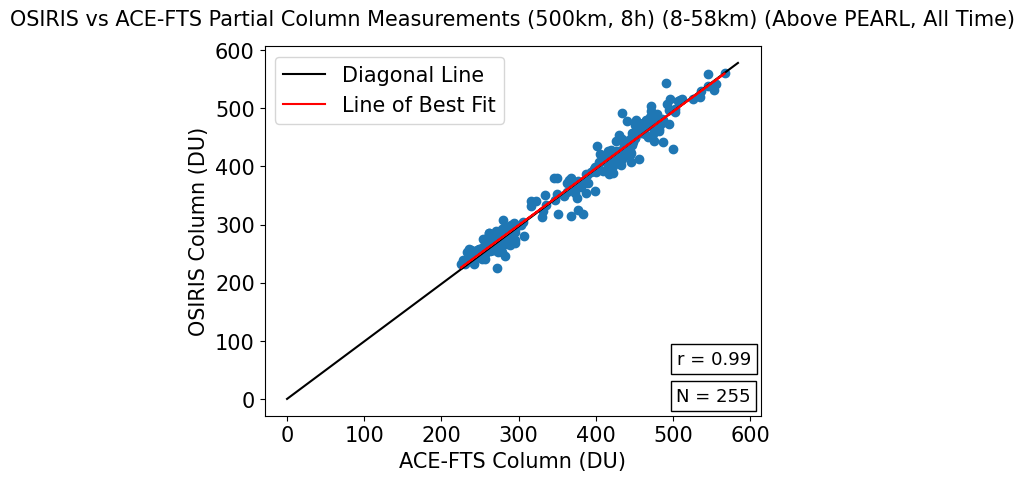 OSIRIS vs ACE-FTS Partial Column Measurements (500km, 8h) (8-58km) (Above PEARL, All Time)
Diagonal Line
Line of Best Fit
OSIRIS Column (DU)
600
500
400
300
200
100
0
r = 0.99
N = 255
0 100 200 300 400 500 600
ACE-FTS Column (DU)